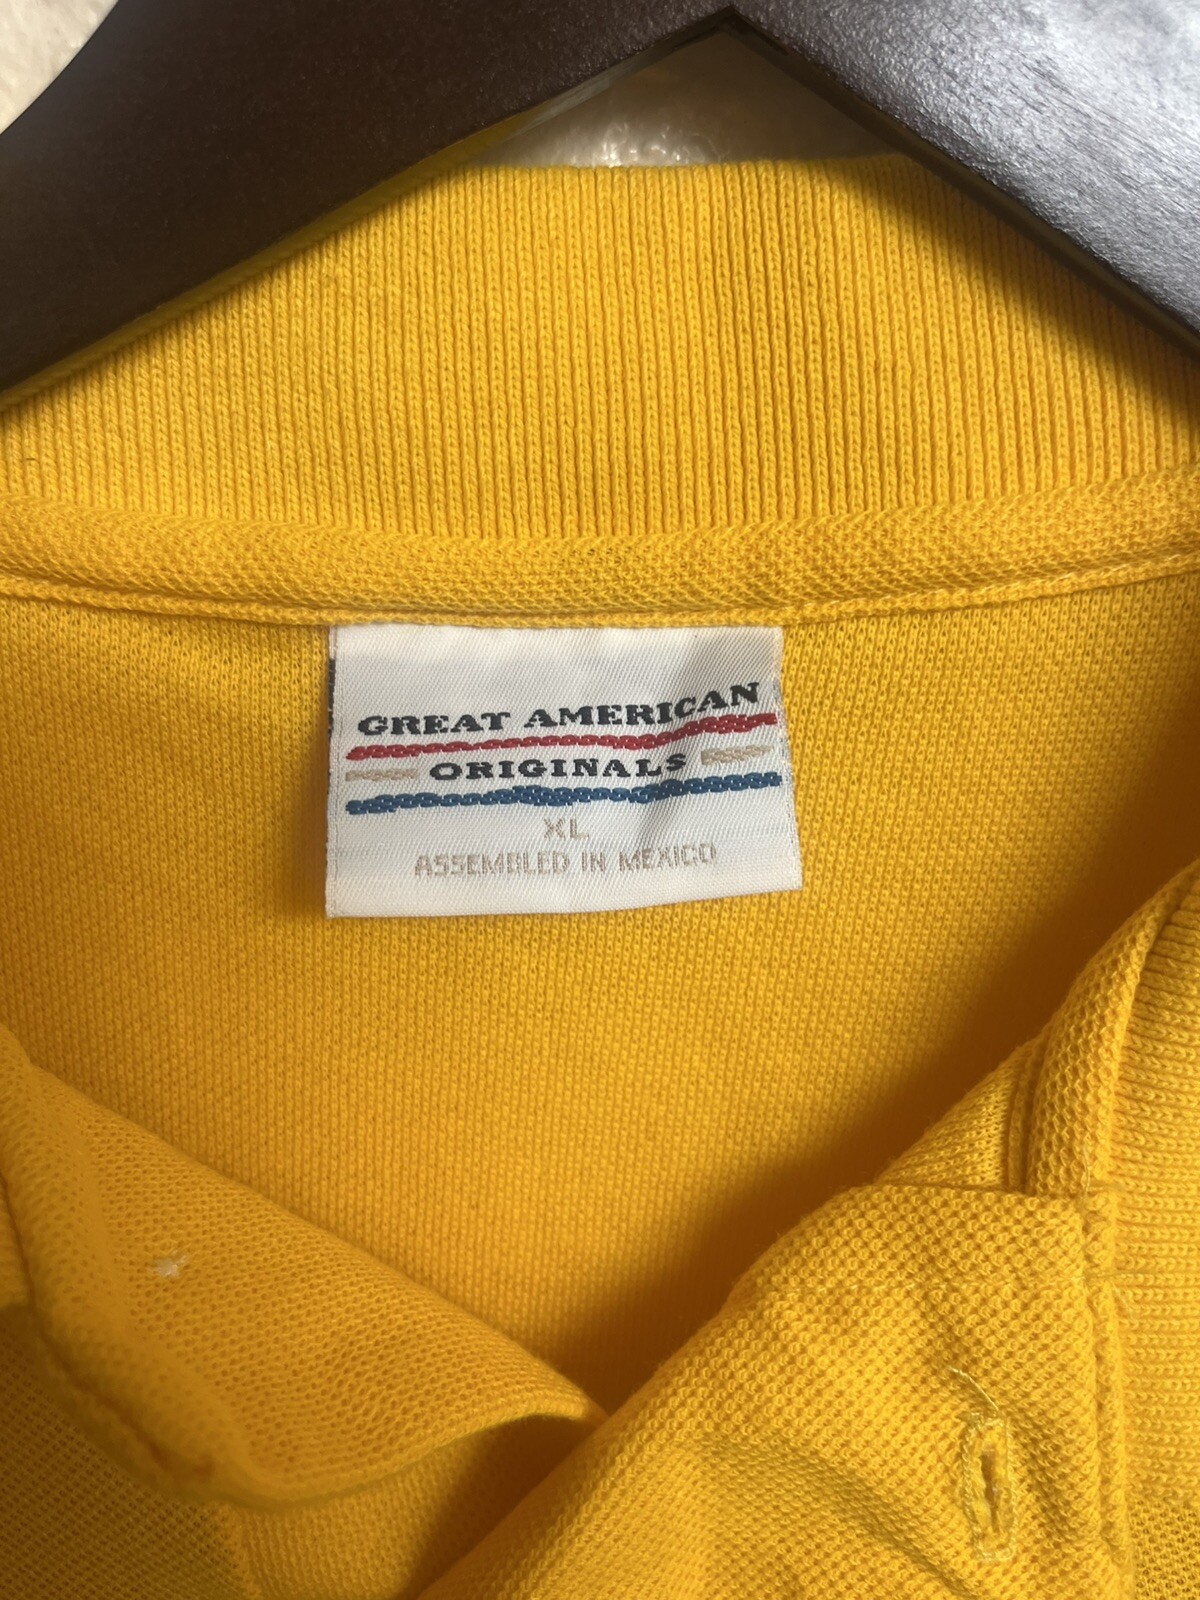 GREAT AMERICAN
ORIGINALS
XL
ASSEMBLED IN MEXICO